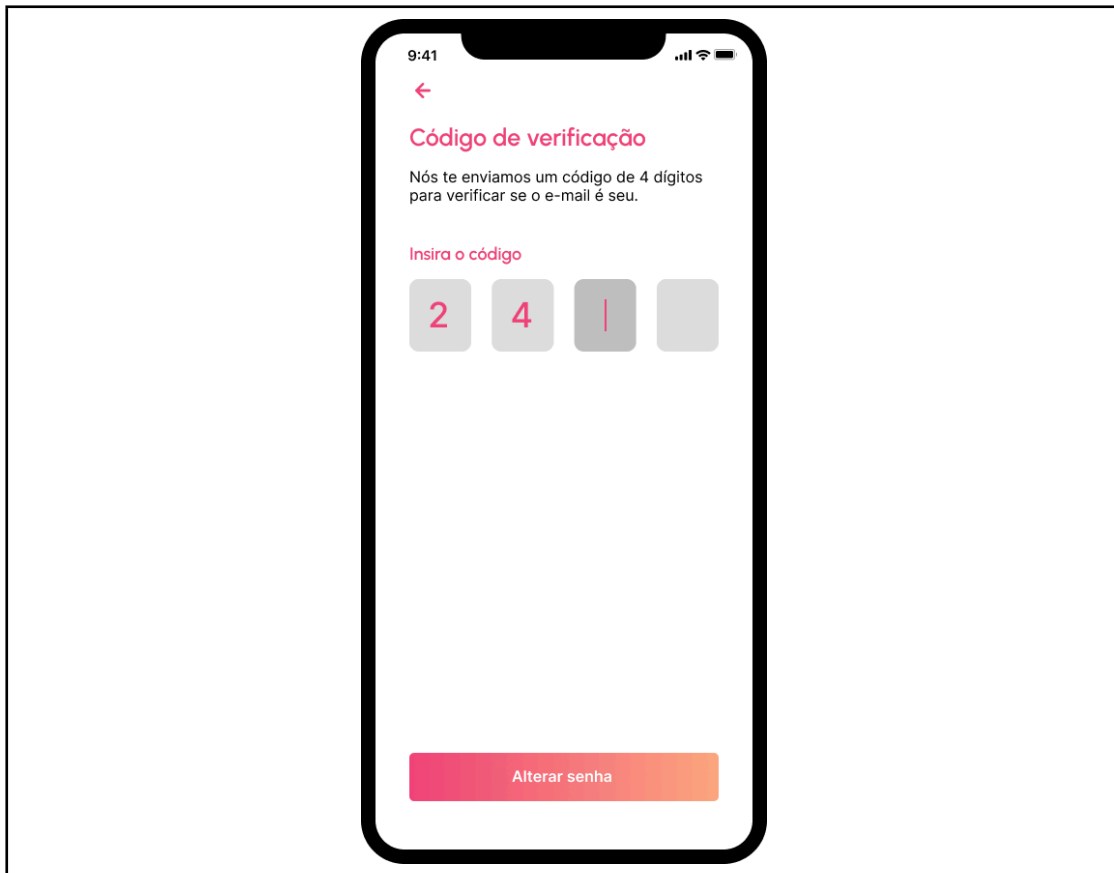 9:41
Código de verificação
Nós te enviamos um código de 4 dígitos
para verificar se o e-mail é seu.
Insira o código
2 4
Alterar senha